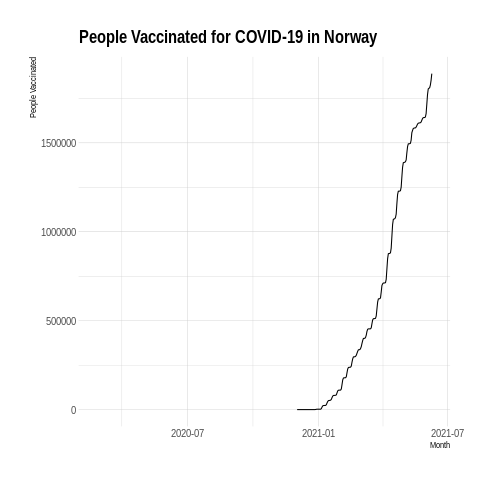 People Vaccinated for COVID-19 in Norway
People Vaccinated
1500000
1000000
500000
0
2020-07 2021-01 2021-07
Month